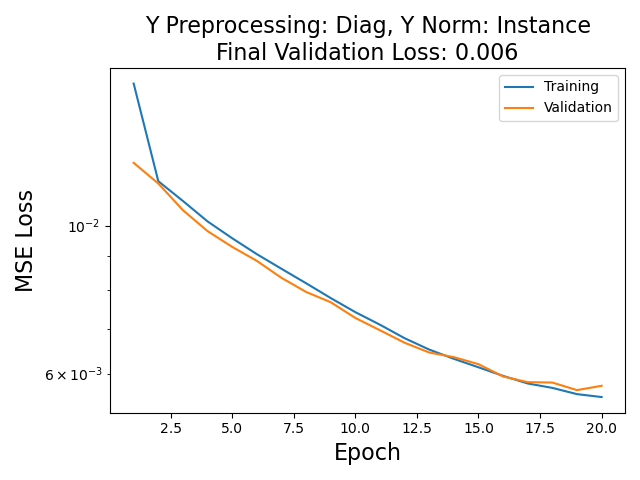 Y Preprocessing: Diag, Y Norm: Instance
Final Validation Loss: 0.006
Training
Validation
MSE Loss
10⁻²
6 × 10⁻³
2.5 5.0 7.5 10.0 12.5 15.0 17.5 20.0
Epoch